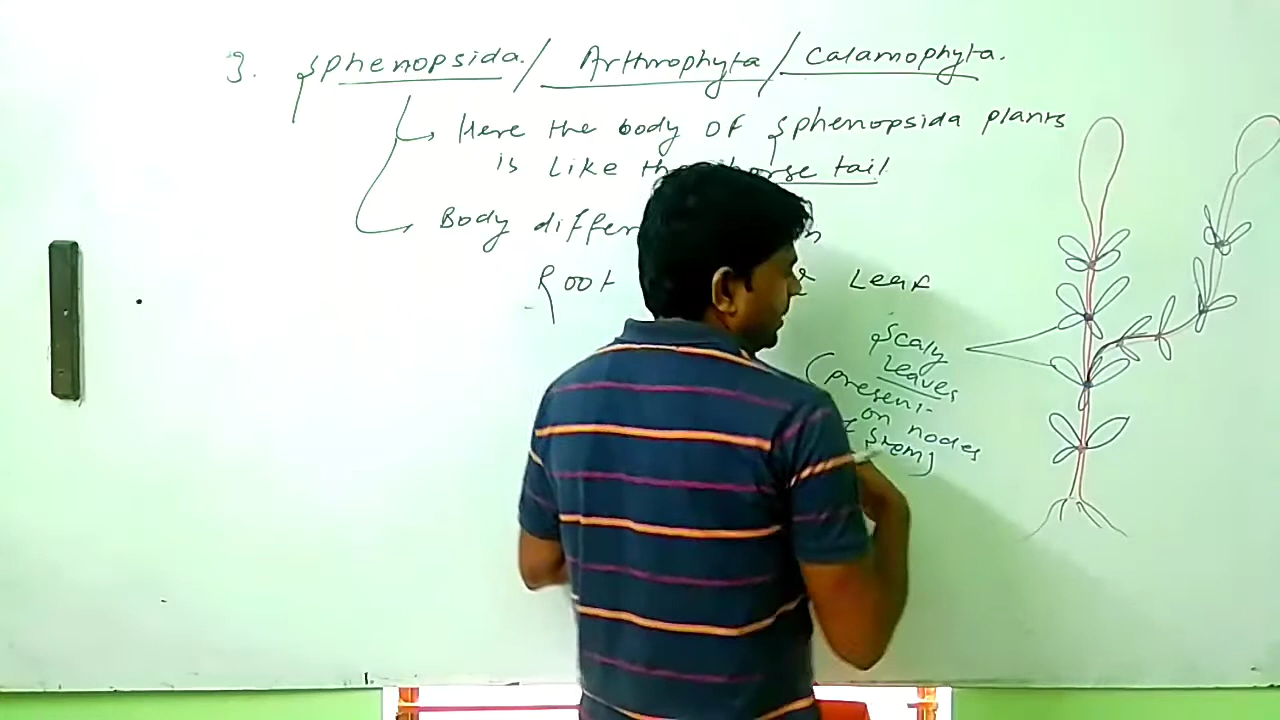 3. Sphenopsida. / Arthrophyta / Calamophyta.
Here the body of Sphenopsida plants
is like the horse tail
Body differ
Root Leaf
Scaly
Leaves
(present
on nodes
stem)